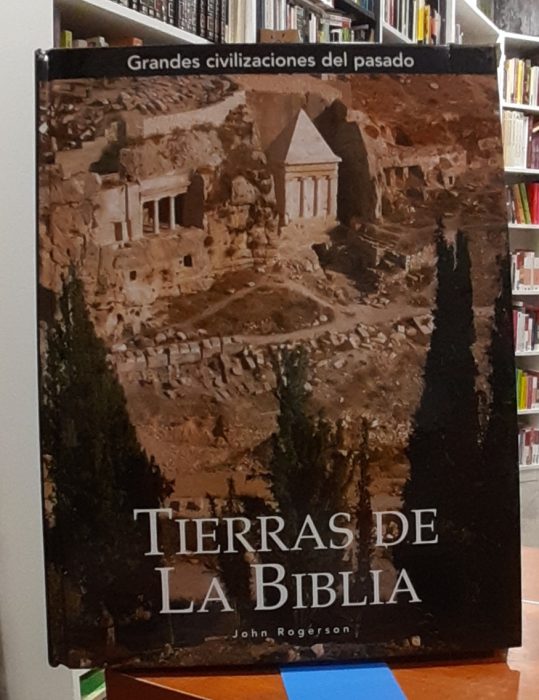 Grandes civilizaciones del pasado
TIERRAS DE
LA BIBLIA
John Rogerson